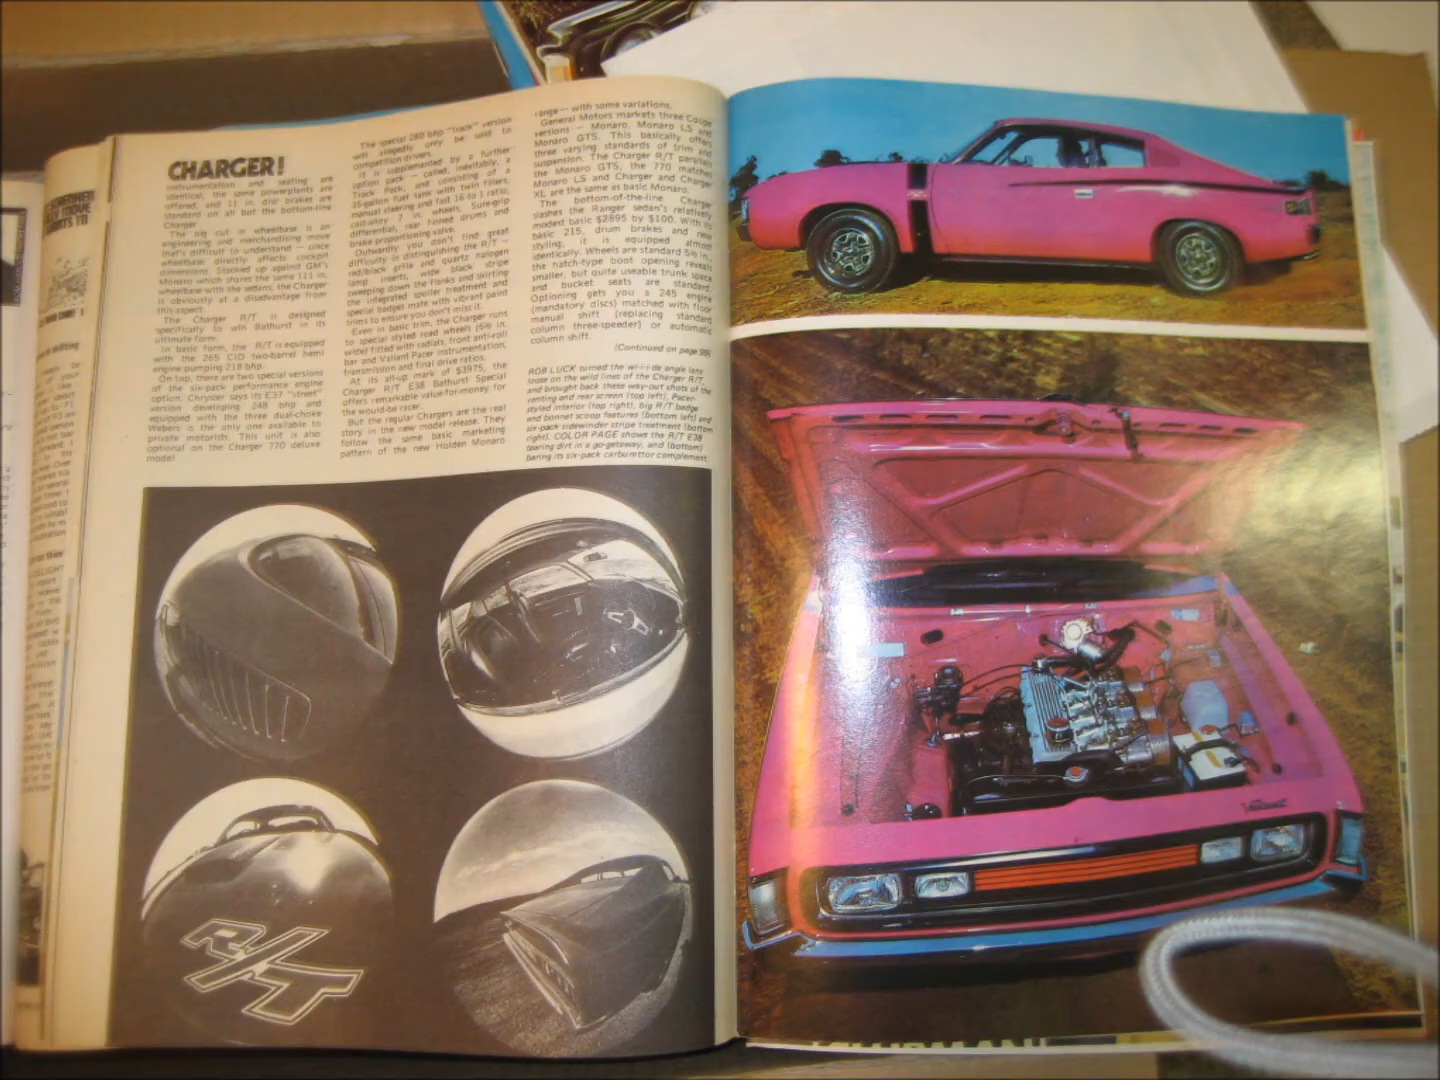 CHARGER!
instrumentation and seating are
identical, the same powerplants are
offered, and 11 in. disc brakes are
standard on all but the bottom-line
Charger.
The big cut in wheelbase is an
engineering and merchandising move
that's difficult to understand — since
wheelbase directly affects cockpit
dimensions. Stacked up against GM's
Monaro which shares the same 111 in.
wheelbase with the sedans, the Charger
is obviously at a disadvantage from
this aspect.
The Charger R/T is designed
specifically to win Bathurst in its
ultimate form.
In basic form, the R/T is equipped
with the 265 CID two-barrel hemi
engine pumping 218 bhp.
On top, there are two special versions
of the six-pack performance engine
option. Chrysler says its E37 "street"
version developing 248 bhp and
equipped with the three dual-choke
Webers is the only one available to
private motorists. This unit is also
optional on the Charger 770 deluxe
model.
The special 280 bhp "track" version
will allegedly only be sold to
competition drivers.
It is supplemented by a further
option pack — called, inevitably, a
Track Pack, and consisting of a
35-gallon fuel tank with twin fillers,
manual steering and fast 16 to 1 ratio,
cast-alloy 7 in. wheels, Sure-grip
differential, rear finned drums and
brake proportioning valve.
Outwardly you don't find great
difficulty in distinguishing the R/T —
red/black grille and quartz halogen
lamp inserts, wide black stripe
sweeping down the flanks and skirting
the integrated spoiler treatment and
special badges mate with vibrant paint
trims to ensure you don't miss it.
Even in basic trim, the Charger runs
to special styled road wheels (6½ in.
wide) fitted with radials, front anti-roll
bar and Valiant Pacer instrumentation,
transmission and final drive ratios.
At its all-up mark of $3975, the
Charger R/T E38 Bathurst Special
offers remarkable value-for-money for
the would-be racer.
But the regular Chargers are the real
story in the new model release. They
follow the same basic marketing
pattern of the new Holden Monaro
range — with some variations.
General Motors markets three Coupe
versions — Monaro, Monaro LS and
Monaro GTS. This basically offers
three varying standards of trim and
suspension. The Charger R/T parallels
the Monaro GTS, the 770 matches
Monaro LS and Charger and Charger
XL are the same as basic Monaro.
The bottom-of-the-line Charger
slashes the Ranger sedan's relatively
modest basic $2895 by $100. With its
basic 215, drum brakes and new
styling, it is equipped almost
identically. Wheels are standard 5½ in.,
the hatch-type boot opening reveals
smaller, but quite useable trunk space
and bucket seats are standard.
Optioning gets you a 245 engine
(mandatory discs) matched with floor
manual shift (replacing standard
column three-speeder) or automatic
column shift.
(Continued on page 99)
ROB LUCK turned the wi-i-i-de angle lens
loose on the wild lines of the Charger R/T,
and brought back these way-out shots of the
venting and rear screen (top left), Pacer-
styled interior (top right), big R/T badge
and bonnet scoop features (bottom left) and
six-pack sidewinder stripe treatment (bottom
right). COLOR PAGE shows the R/T E38
tearing dirt in a go-getaway, and (bottom)
baring its six-pack carburettor complement.
R/T
Valiant